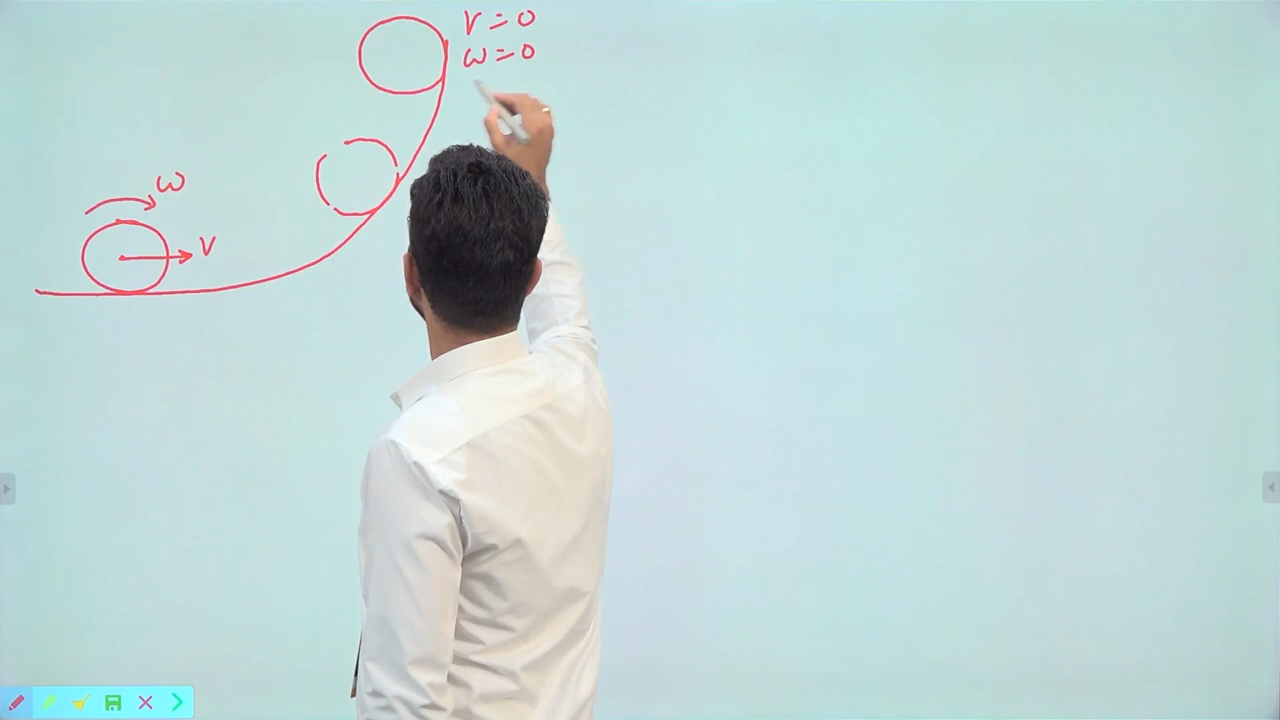 v = 0
ω = 0
ω
v